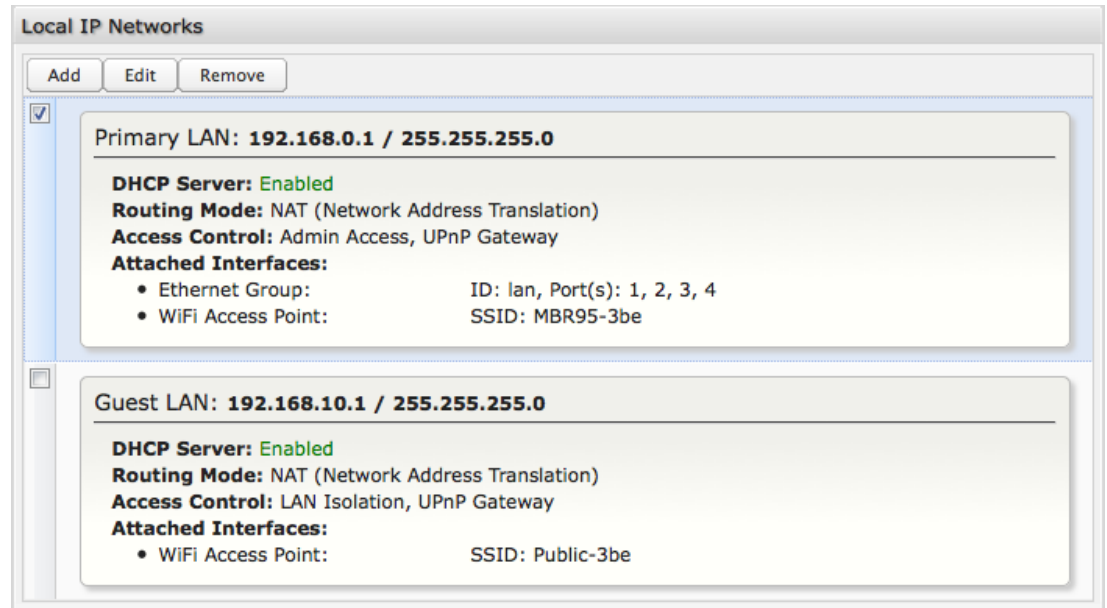 Local IP Networks
Add Edit Remove
Primary LAN: 192.168.0.1 / 255.255.255.0
DHCP Server: Enabled
Routing Mode: NAT (Network Address Translation)
Access Control: Admin Access, UPnP Gateway
Attached Interfaces:
• Ethernet Group: ID: lan, Port(s): 1, 2, 3, 4
• WiFi Access Point: SSID: MBR95-3be
Guest LAN: 192.168.10.1 / 255.255.255.0
DHCP Server: Enabled
Routing Mode: NAT (Network Address Translation)
Access Control: LAN Isolation, UPnP Gateway
Attached Interfaces:
• WiFi Access Point: SSID: Public-3be